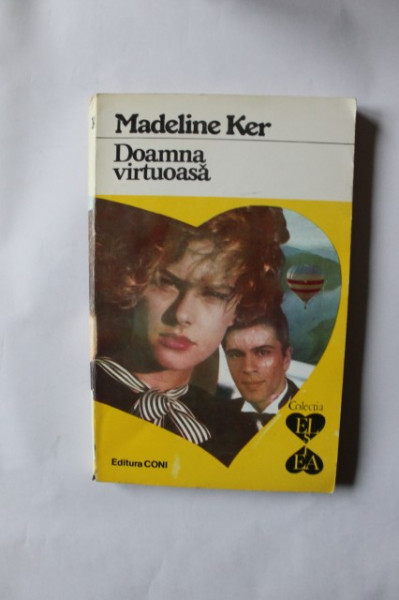 Madeline Ker
Doamna
virtuoasă
Colecția
EL
ȘI
EA
Editura CONI